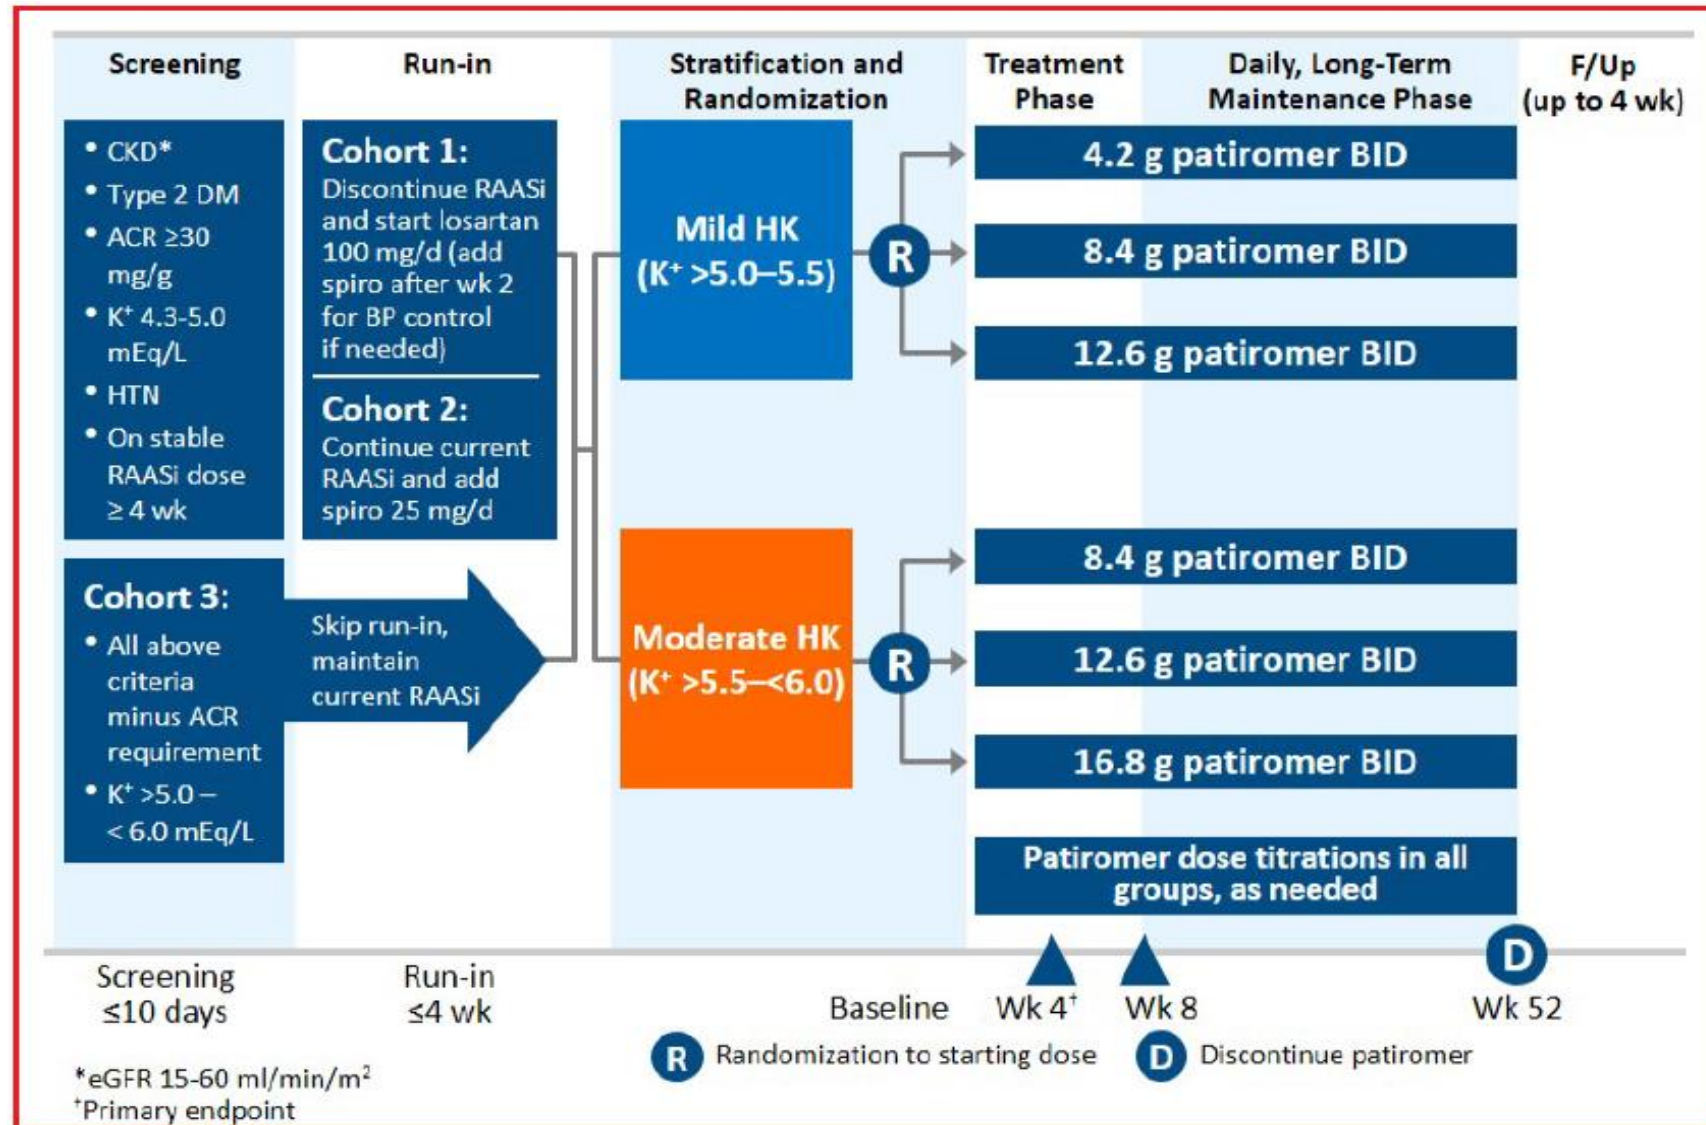 Screening
Run-in
Stratification and
Randomization
Treatment
Phase
Daily, Long-Term
Maintenance Phase
F/Up
(up to 4 wk)
• CKD*
• Type 2 DM
• ACR ≥30
mg/g
• K⁺ 4.3-5.0
mEq/L
• HTN
• On stable
RAASi dose
≥ 4 wk
Cohort 1:
Discontinue RAASi
and start losartan
100 mg/d (add
spiro after wk 2
for BP control
if needed)
Cohort 2:
Continue current
RAASi and add
spiro 25 mg/d
Cohort 3:
• All above
criteria
minus ACR
requirement
• K⁺ >5.0 –
< 6.0 mEq/L
Skip run-in,
maintain
current RAASi
Mild HK
(K⁺ >5.0–5.5)
R
4.2 g patiromer BID
8.4 g patiromer BID
12.6 g patiromer BID
Moderate HK
(K⁺ >5.5–<6.0)
R
8.4 g patiromer BID
12.6 g patiromer BID
16.8 g patiromer BID
Patiromer dose titrations in all
groups, as needed
D
Screening
≤10 days
Run-in
≤4 wk
Baseline
Wk 4†
Wk 8
Wk 52
R Randomization to starting dose
D Discontinue patiromer
*eGFR 15-60 ml/min/m²
†Primary endpoint